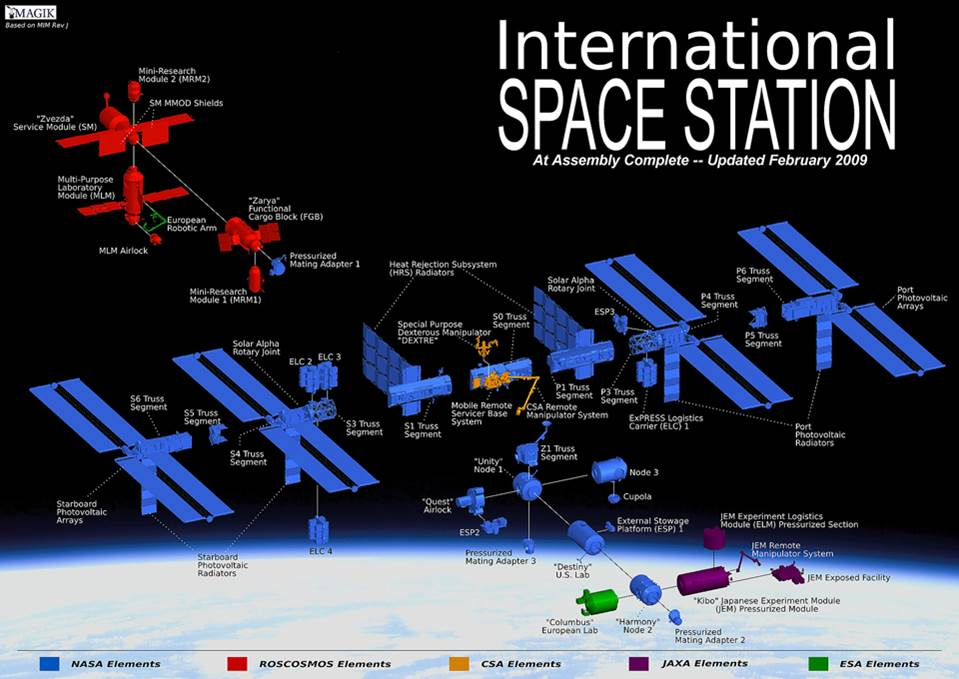 iMAGIK
Based on MIM Rev J
International
SPACE STATION
At Assembly Complete -- Updated February 2009
Mini-Research
Module 2 (MRM2)
SM MMOD Shields
"Zvezda"
Service Module (SM)
Multi-Purpose
Laboratory
Module (MLM)
European
Robotic Arm
MLM Airlock
"Zarya"
Functional
Cargo Block (FGB)
Pressurized
Mating Adapter 1
Mini-Research
Module 1 (MRM1)
Heat Rejection Subsystem
(HRS) Radiators
Solar Alpha
Rotary Joint
P6 Truss
Segment
P4 Truss
Segment
Port
Photovoltaic
Arrays
ESP3
P5 Truss
Segment
S0 Truss
Segment
Special Purpose
Dexterous Manipulator
"DEXTRE"
Solar Alpha
Rotary Joint
ELC 2
ELC 3
S6 Truss
Segment
S5 Truss
Segment
S4 Truss
Segment
S3 Truss
Segment
S1 Truss
Segment
Mobile Remote
Servicer Base
System
CSA Remote
Manipulator System
P1 Truss
Segment
P3 Truss
Segment
ExPRESS Logistics
Carrier (ELC) 1
Port
Photovoltaic
Radiators
Starboard
Photovoltaic
Arrays
Starboard
Photovoltaic
Radiators
ELC 4
Z1 Truss
Segment
"Unity"
Node 1
Node 3
Cupola
"Quest"
Airlock
ESP2
Pressurized
Mating Adapter 3
External Stowage
Platform (ESP) 1
"Destiny"
U.S. Lab
JEM Experiment Logistics
Module (ELM) Pressurized Section
JEM Remote
Manipulator System
JEM Exposed Facility
"Kibo" Japanese Experiment Module
(JEM) Pressurized Module
"Columbus"
European Lab
"Harmony"
Node 2
Pressurized
Mating Adapter 2
NASA Elements
ROSCOSMOS Elements
CSA Elements
JAXA Elements
ESA Elements